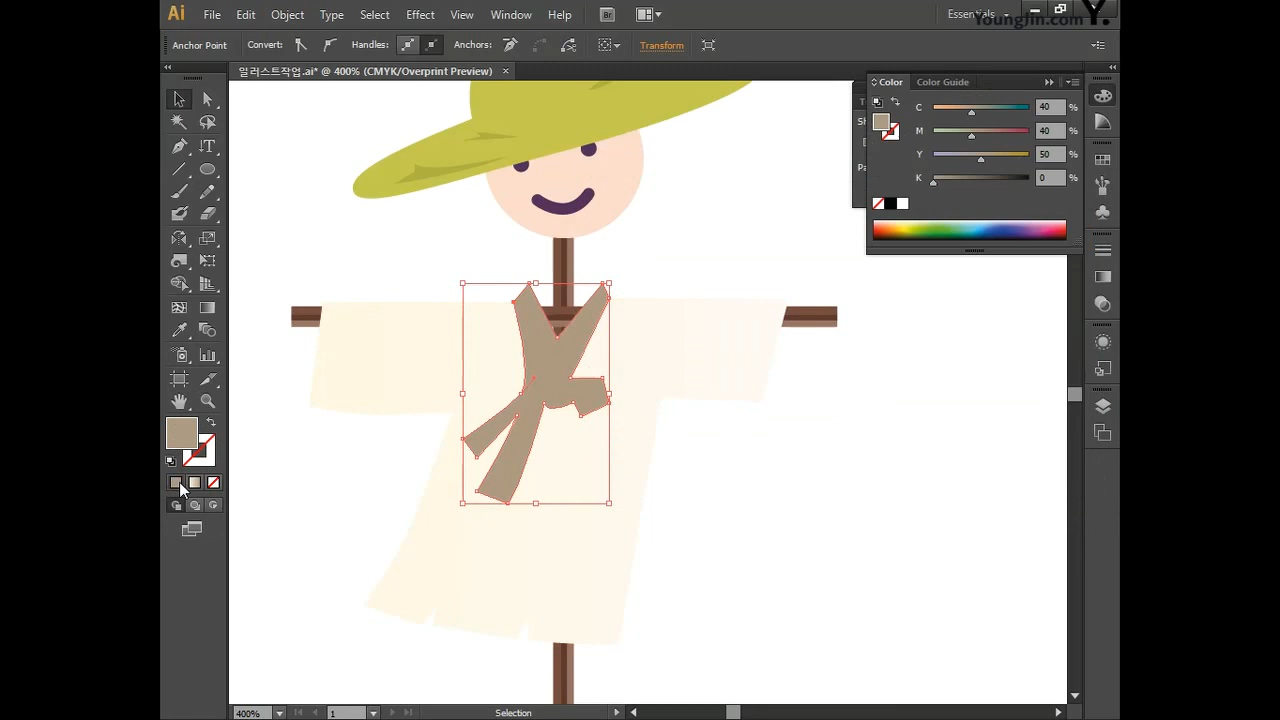 Ai File Edit Object Type Select Effect View Window Help Br Essentials
YoungJin.com Y.
Anchor Point Convert: Handles: Anchors: Transform
일러스트작업.ai* @ 400% (CMYK/Overprint Preview) ×
Color Color Guide
C 40 %
M 40 %
Y 50 %
K 0 %
400% 1 Selection